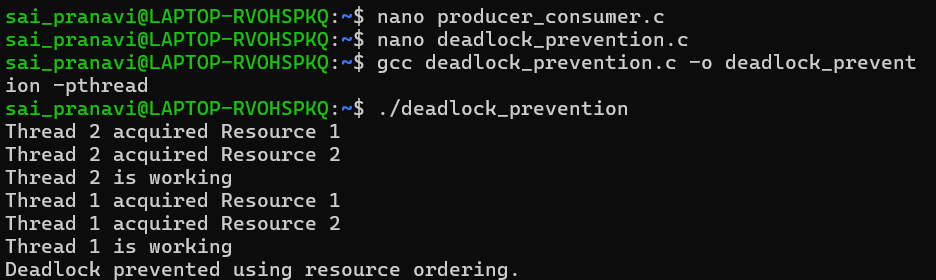 sai_pranavi@LAPTOP-RVOHSPKQ:~$ nano producer_consumer.c
sai_pranavi@LAPTOP-RVOHSPKQ:~$ nano deadlock_prevention.c
sai_pranavi@LAPTOP-RVOHSPKQ:~$ gcc deadlock_prevention.c -o deadlock_prevent
ion -pthread
sai_pranavi@LAPTOP-RVOHSPKQ:~$ ./deadlock_prevention
Thread 2 acquired Resource 1
Thread 2 acquired Resource 2
Thread 2 is working
Thread 1 acquired Resource 1
Thread 1 acquired Resource 2
Thread 1 is working
Deadlock prevented using resource ordering.